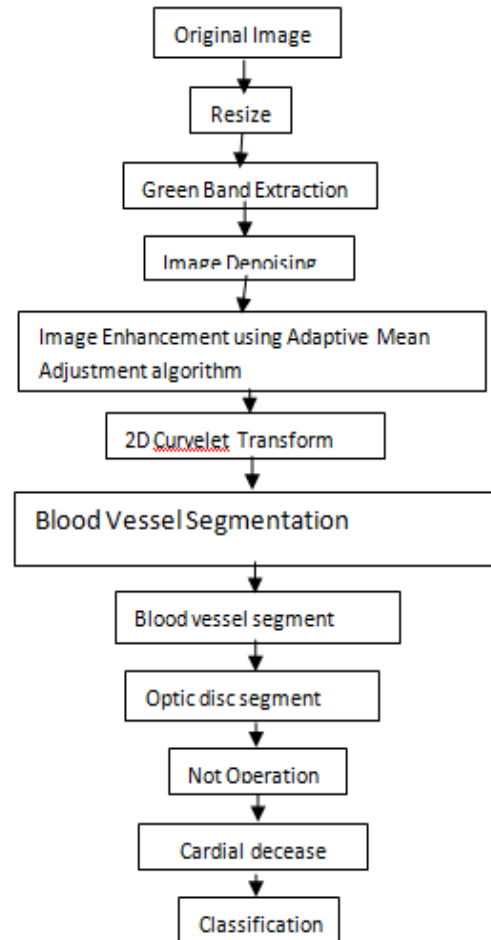 Original Image
Resize
Green Band Extraction
Image Denoising
Image Enhancement using Adaptive Mean
Adjustment algorithm
2D Curvelet Transform
Blood Vessel Segmentation
Blood vessel segment
Optic disc segment
Not Operation
Cardial decease
Classification